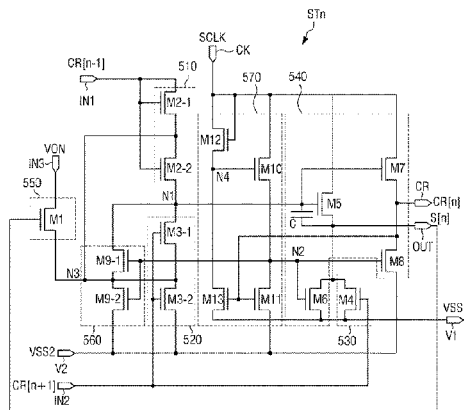 STn
SCLK
CK
CR[n-1]
IN1
510
570
540
M2-1
VON
IN3
M12
550
M2-2
N4
M10
M7
CR
CR[n]
M1
N1
M5
S[n]
C
M3-1
OUT
M9-1
N2
M8
N3
M9-2
M3-2
M13
M11
M6
M4
VSS
V1
560
520
530
VSS2
V2
CR[n+1]
IN2